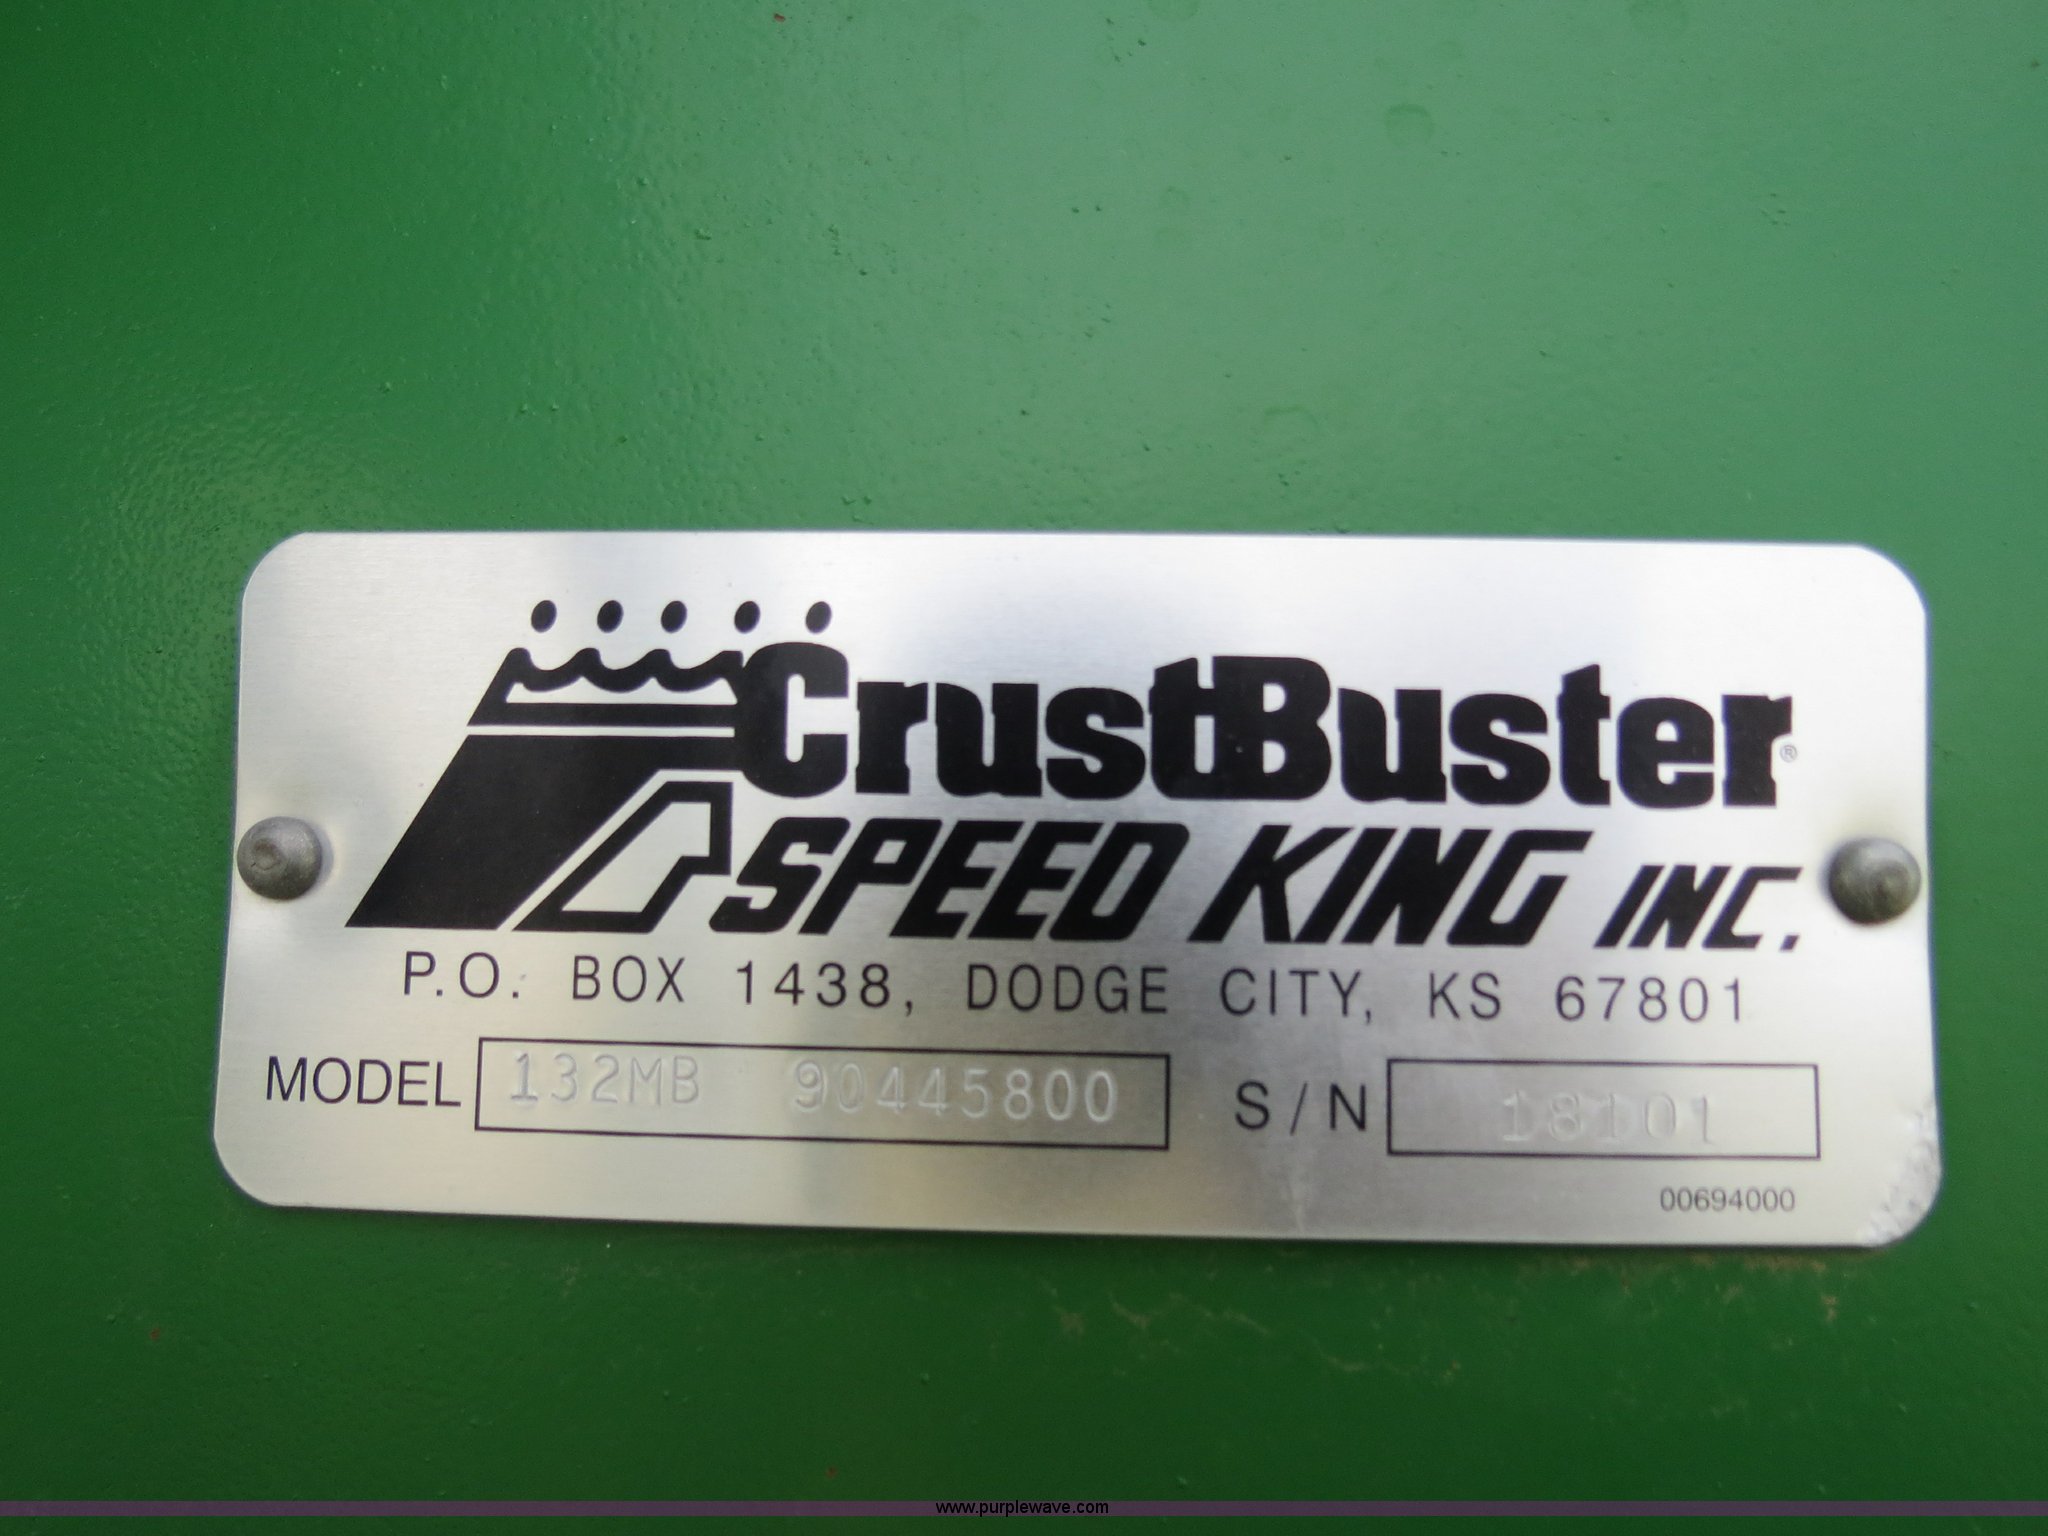 CrustBuster®
SPEED KING INC.
P.O. BOX 1438, DODGE CITY, KS 67801
MODEL 132MB 90445800 S/N 18101
00694000
www.purplewave.com